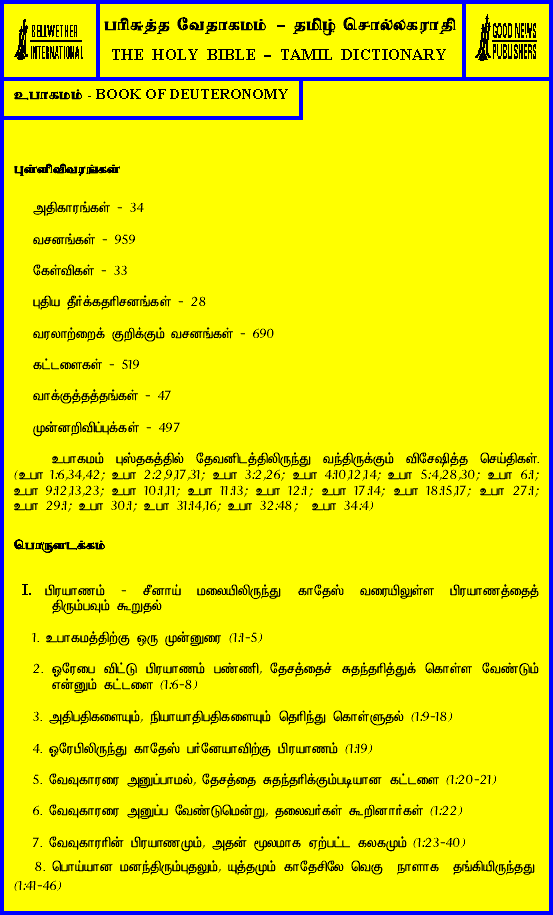 BELLWETHER
INTERNATIONAL
பரிசுத்த வேதாகமம் – தமிழ் சொல்லகராதி
THE HOLY BIBLE – TAMIL DICTIONARY
GOOD NEWS
PUBLISHERS
உபாகமம் - BOOK OF DEUTERONOMY
புள்ளிவிவரங்கள்
அதிகாரங்கள் - 34
வசனங்கள் - 959
கேள்விகள் - 33
புதிய தீர்க்கதரிசனங்கள் - 28
வரலாற்றைக் குறிக்கும் வசனங்கள் - 690
கட்டளைகள் - 519
வாக்குத்தத்தங்கள் - 47
முன்னறிவிப்புக்கள் - 497
உபாகமம் புஸ்தகத்தில் தேவனிடத்திலிருந்து வந்திருக்கும் விசேஷித்த செய்திகள்.
(உபா 1:6,34,42; உபா 2:2,9,17,31; உபா 3:2,26; உபா 4:10,12,14; உபா 5:4,28,30; உபா 6:1;
உபா 9:12,13,23; உபா 10:1,11; உபா 11:13; உபா 12:1; உபா 17:14; உபா 18:15,17; உபா 27:1;
உபா 29:1; உபா 30:1; உபா 31:14,16; உபா 32:48; உபா 34:4)
பொருளடக்கம்
I. பிரயாணம் - சீனாய் மலையிலிருந்து காதேஸ் வரையிலுள்ள பிரயாணத்தைத்
திரும்பவும் கூறுதல்
1. உபாகமத்திற்கு ஒரு முன்னுரை (1:1-5)
2. ஓரேபை விட்டு பிரயாணம் பண்ணி, தேசத்தைச் சுதந்தரித்துக் கொள்ள வேண்டும்
என்னும் கட்டளை (1:6-8)
3. அதிபதிகளையும், நியாயாதிபதிகளையும் தெரிந்து கொள்ளுதல் (1:9-18)
4. ஓரேபிலிருந்து காதேஸ் பர்னேயாவிற்கு பிரயாணம் (1:19)
5. வேவுகாரரை அனுப்பாமல், தேசத்தை சுதந்தரிக்கும்படியான கட்டளை (1:20-21)
6. வேவுகாரரை அனுப்ப வேண்டுமென்று, தலைவர்கள் கூறினார்கள் (1:22)
7. வேவுகாரரின் பிரயாணமும், அதன் மூலமாக ஏற்பட்ட கலகமும் (1:23-40)
8. பொய்யான மனந்திரும்புதலும், யுத்தமும் காதேசிலே வெகு நாளாக தங்கியிருந்தது
(1:41-46)